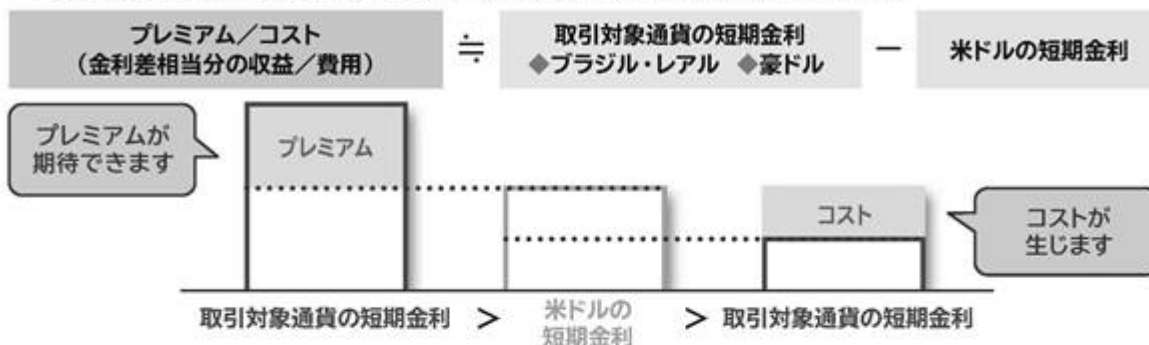 プレミアム／コスト
（金利差相当分の収益／費用）
≒
取引対象通貨の短期金利
◆ブラジル・レアル ◆豪ドル
－
米ドルの短期金利
プレミアムが
期待できます
プレミアム
コスト
コストが
生じます
取引対象通貨の短期金利
>
米ドルの
短期金利
>
取引対象通貨の短期金利